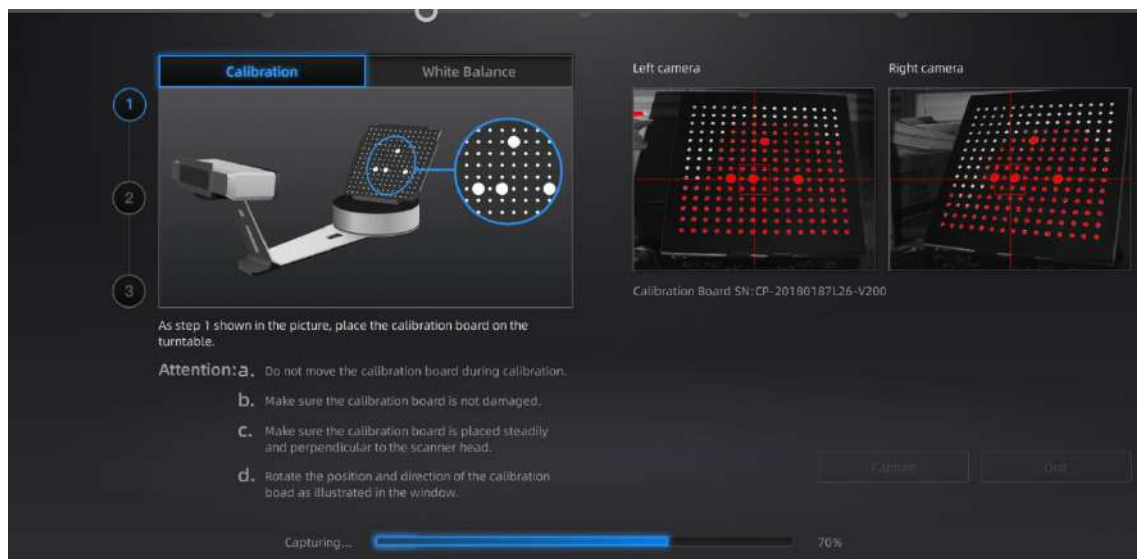 Calibration
White Balance
Left camera
Right camera
1
2
3
Calibration Board SN:CP-20180187L26-V200
As step 1 shown in the picture, place the calibration board on the
turntable.
Attention:a. Do not move the calibration board during calibration.
b. Make sure the calibration board is not damaged.
c. Make sure the calibration board is placed steadily
and perpendicular to the scanner head.
d. Rotate the position and direction of the calibration
boad as illustrated in the window.
Capture
Quit
Capturing...
70%